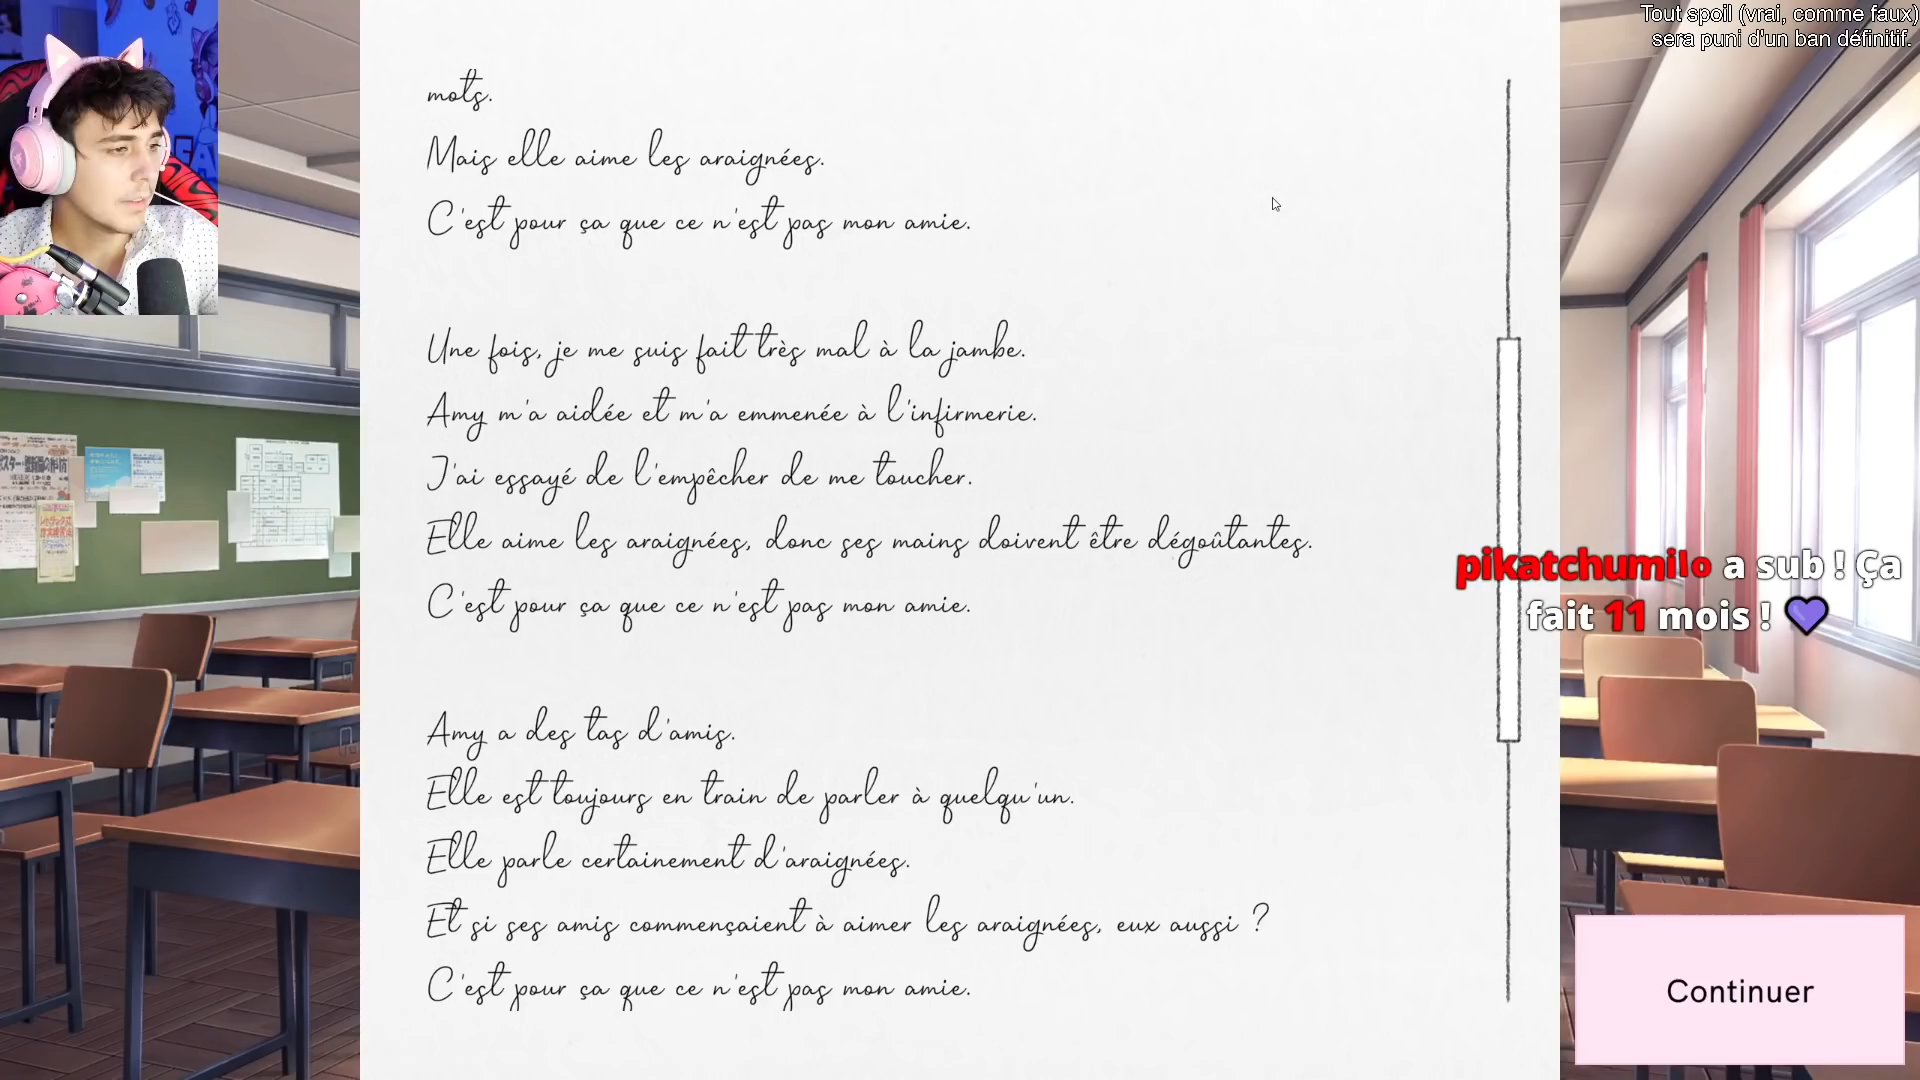 Tout spoil (vrai, comme faux)
sera puni d'un ban définitif.
mots.
Mais elle aime les araignées.
C'est pour ça que ce n'est pas mon amie.
Une fois, je me suis fait très mal à la jambe.
Amy m'a aidée et m'a emmenée à l'infirmerie.
J'ai essayé de l'empêcher de me toucher.
Elle aime les araignées, donc ses mains doivent être dégoûtantes.
C'est pour ça que ce n'est pas mon amie.
Amy a des tas d'amis.
Elle est toujours en train de parler à quelqu'un.
Elle parle certainement d'araignées.
Et si ses amis commençaient à aimer les araignées, eux aussi ?
C'est pour ça que ce n'est pas mon amie.
pikatchumilo a sub ! Ça
fait 11 mois !
Continuer